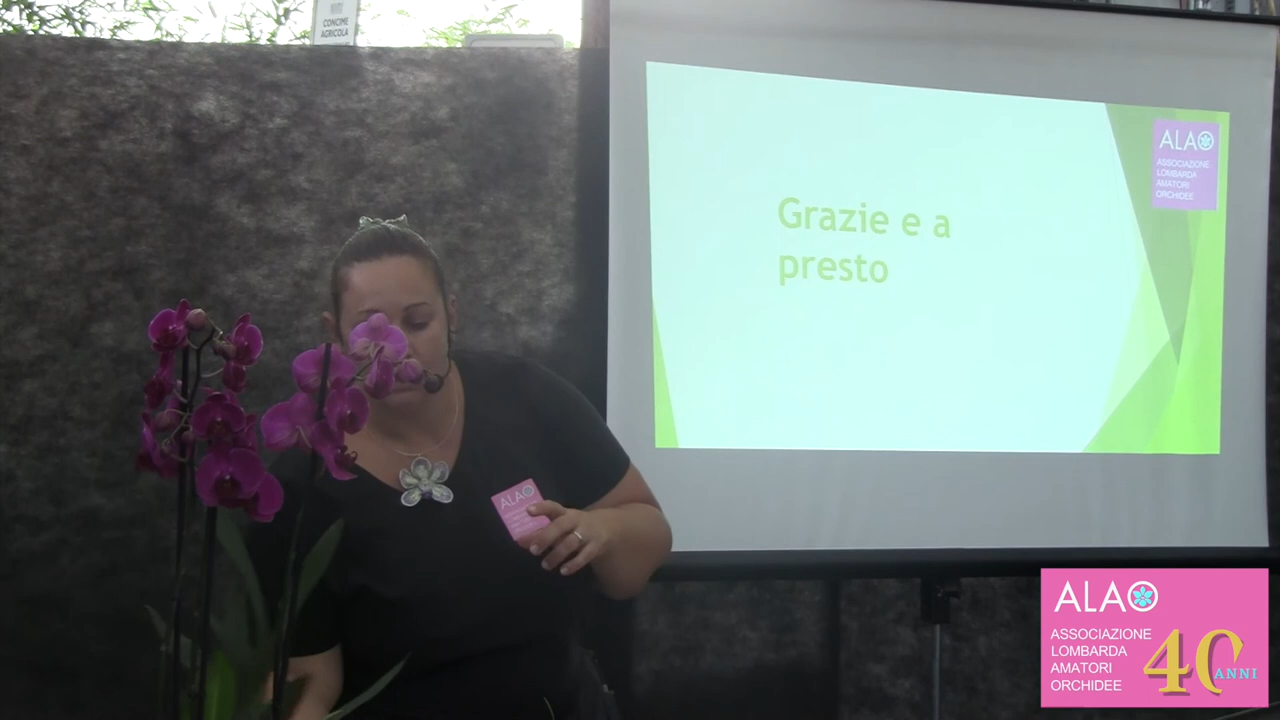 CONCIME
AGRICOLA
Grazie e a
presto
ALAO
ASSOCIAZIONE
LOMBARDA
AMATORI
ORCHIDEE
ALAO
ALAO
ASSOCIAZIONE
LOMBARDA
AMATORI
ORCHIDEE
40
ANNI